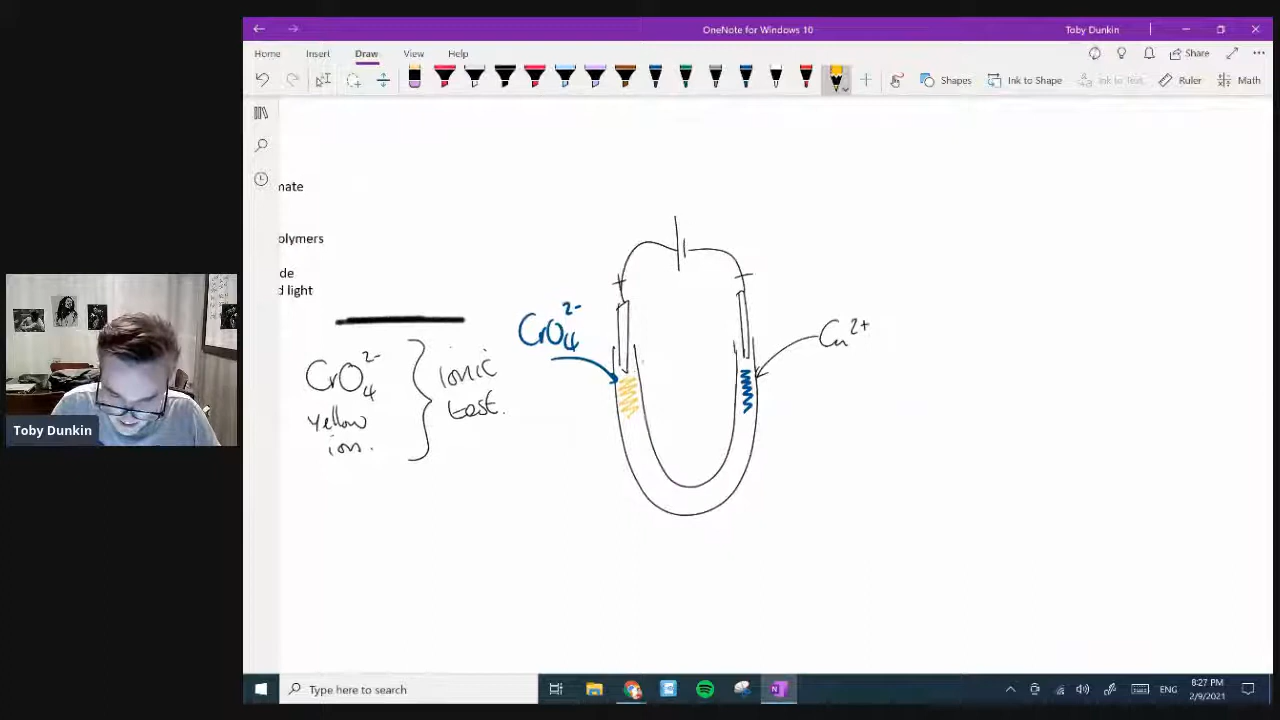 OneNote for Windows 10
Toby Dunkin
Home Insert Draw View Help
Share
Shapes Ink to Shape Ink to Text Ruler Math
mate
olymers
de
d light
CrO4 2-
yellow
ion.
ionic
test.
CrO4 2-
Cu 2+
Toby Dunkin
Type here to search
ENG
8:27 PM
2/9/2021